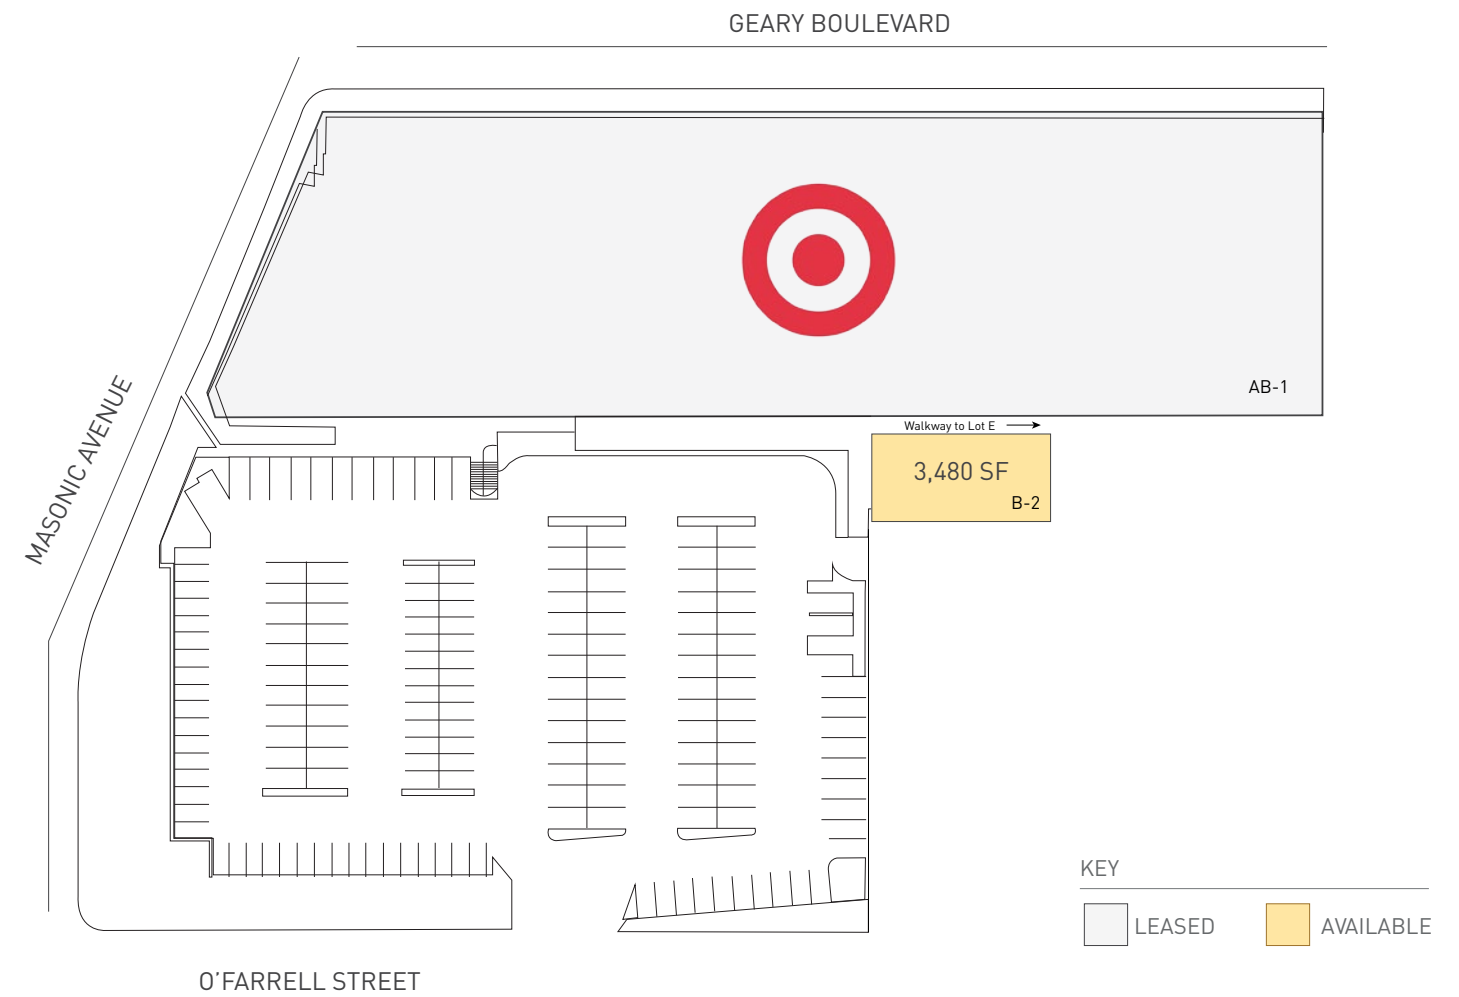 GEARY BOULEVARD
MASONIC AVENUE
AB-1
Walkway to Lot E
3,480 SF
B-2
KEY
LEASED
AVAILABLE
O'FARRELL STREET